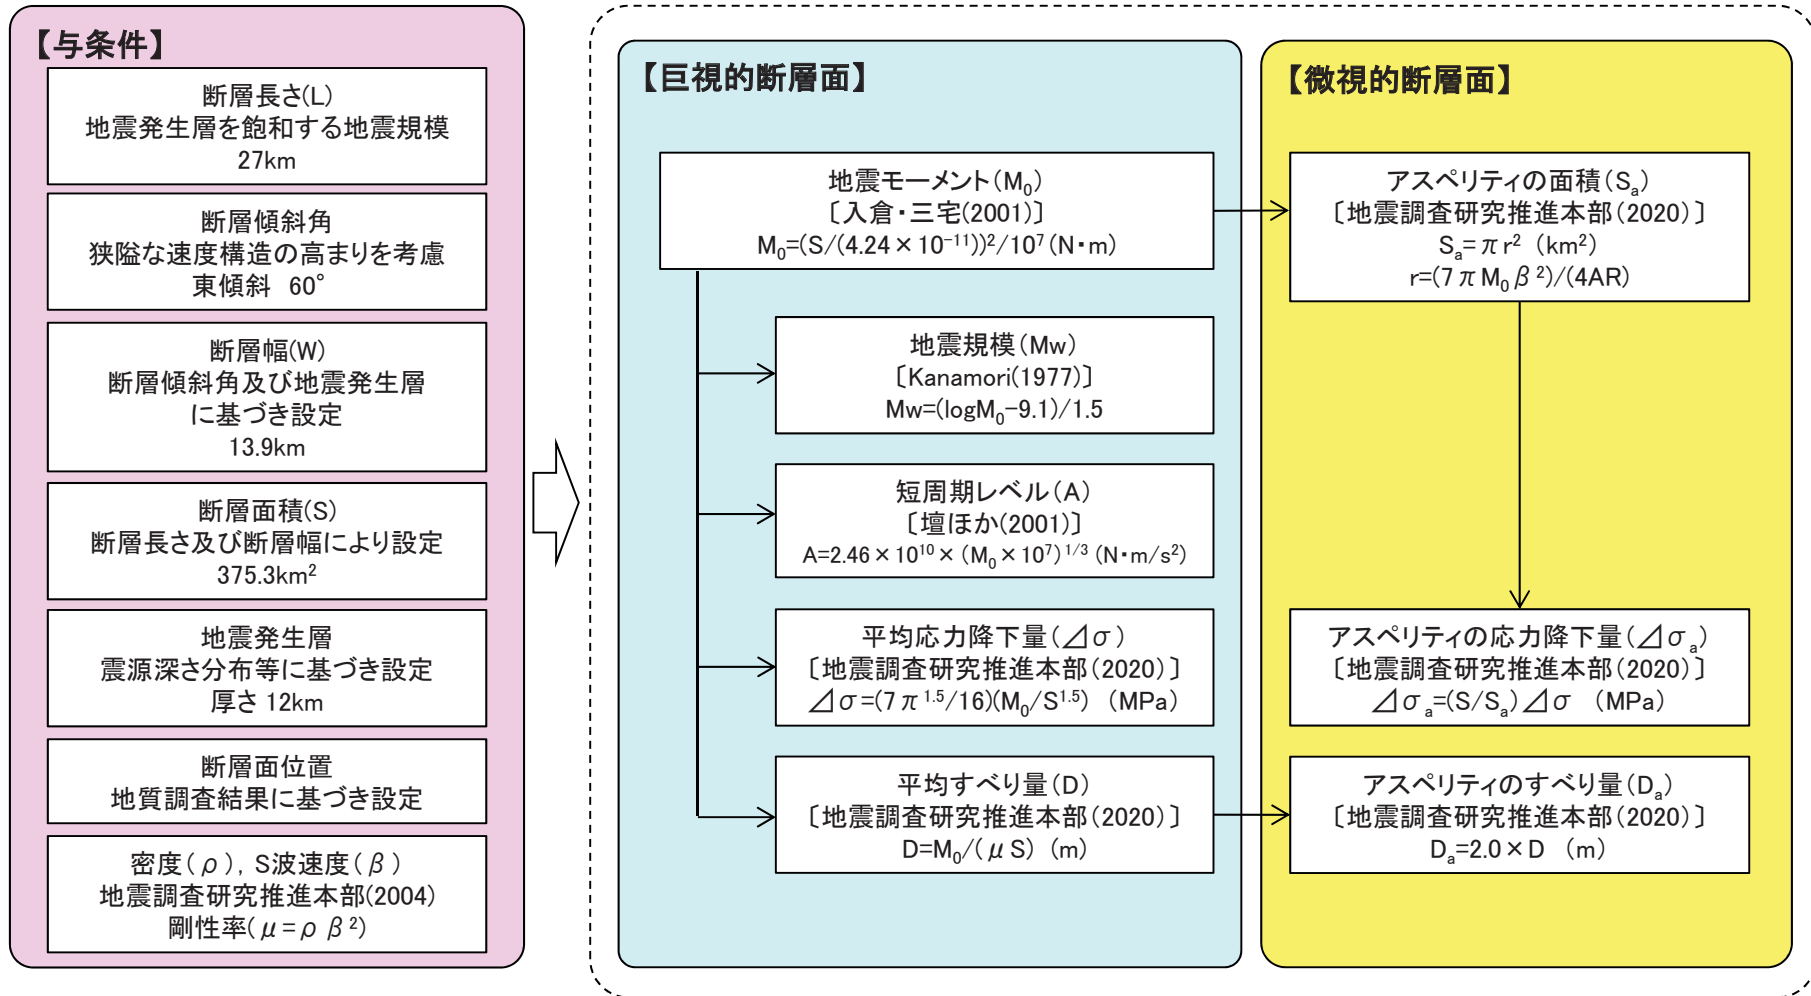 【与条件】
断層長さ(L)
地震発生層を飽和する地震規模
27km
断層傾斜角
狭隘な速度構造の高まりを考慮
東傾斜 60°
断層幅(W)
断層傾斜角及び地震発生層
に基づき設定
13.9km
断層面積(S)
断層長さ及び断層幅により設定
375.3km²
地震発生層
震源深さ分布等に基づき設定
厚さ 12km
断層面位置
地質調査結果に基づき設定
密度(ρ), S波速度(β)
地震調査研究推進本部(2004)
剛性率(μ=ρβ²)
【巨視的断層面】
地震モーメント(M₀)
〔入倉・三宅(2001)〕
M₀=(S/(4.24×10⁻¹¹))²/10⁷(N・m)
地震規模(Mw)
〔Kanamori(1977)〕
Mw=(logM₀-9.1)/1.5
短周期レベル(A)
〔壇ほか(2001)〕
A=2.46×10¹⁰×(M₀×10⁷)¹/³(N・m/s²)
平均応力降下量(⊿σ)
〔地震調査研究推進本部(2020)〕
⊿σ=(7π¹·⁵/16)(M₀/S¹·⁵) (MPa)
平均すべり量(D)
〔地震調査研究推進本部(2020)〕
D=M₀/(μS) (m)
【微視的断層面】
アスペリティの面積(Sₐ)
〔地震調査研究推進本部(2020)〕
Sₐ=πr² (km²)
r=(7πM₀β²)/(4AR)
アスペリティの応力降下量(⊿σₐ)
〔地震調査研究推進本部(2020)〕
⊿σₐ=(S/Sₐ)⊿σ (MPa)
アスペリティのすべり量(Dₐ)
〔地震調査研究推進本部(2020)〕
Dₐ=2.0×D (m)